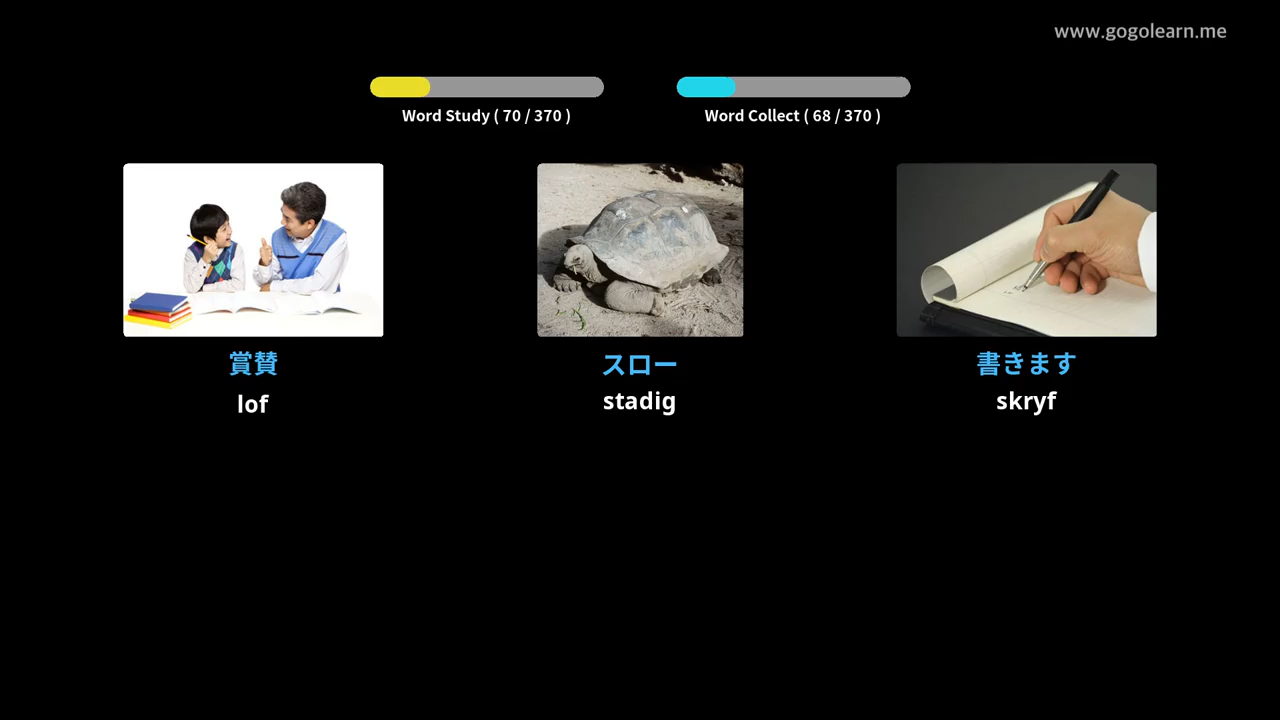 www.gogolearn.me
Word Study ( 70 / 370 )
Word Collect ( 68 / 370 )
賞賛
lof
スロー
stadig
書きます
skryf